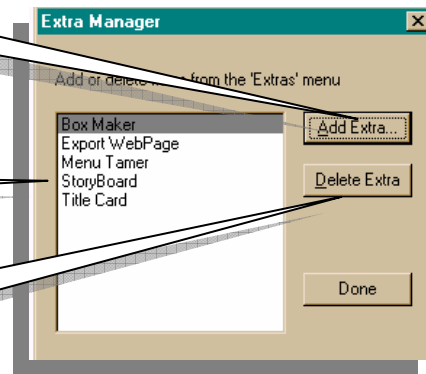 Extra Manager
Add or delete from the 'Extras' menu
Box Maker
Export WebPage
Menu Tamer
StoryBoard
Title Card
Add Extra...
Delete Extra
Done